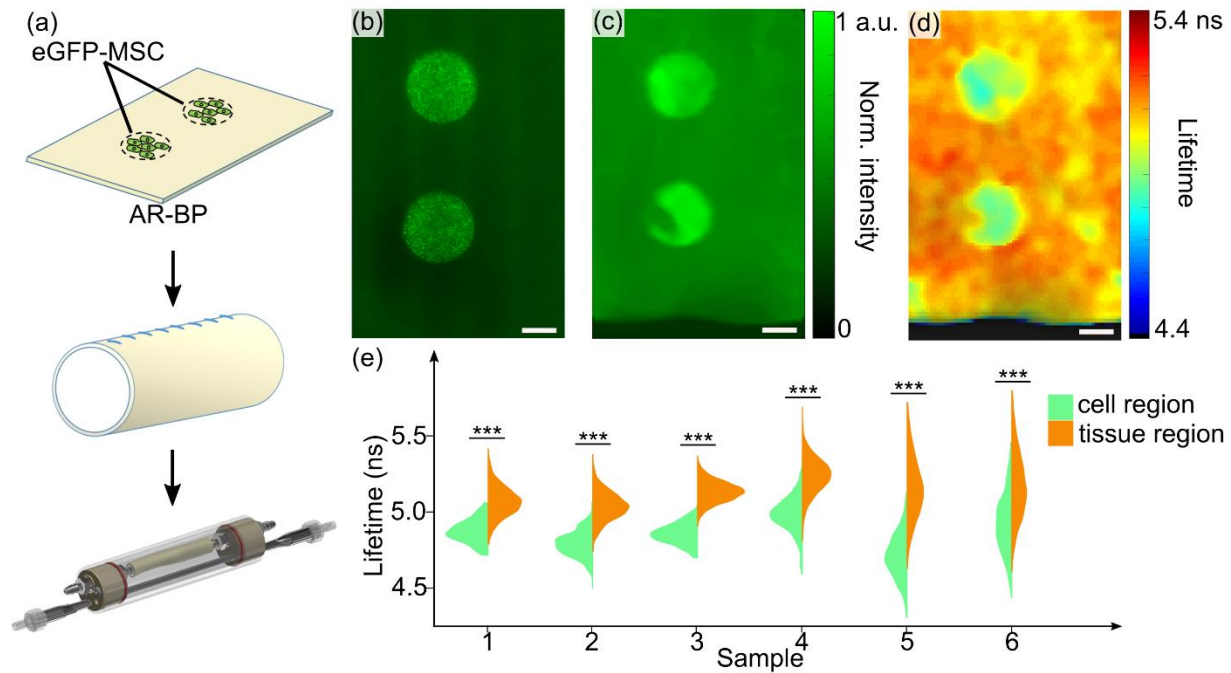 (a)
eGFP-MSC
AR-BP
(b)
(c)
1 a.u.
Norm. intensity
0
(d)
5.4 ns
Lifetime
4.4
(e)
Lifetime (ns)
5.5
5.0
4.5
*** *** *** *** *** ***
1 2 3 4 5 6
Sample
cell region
tissue region